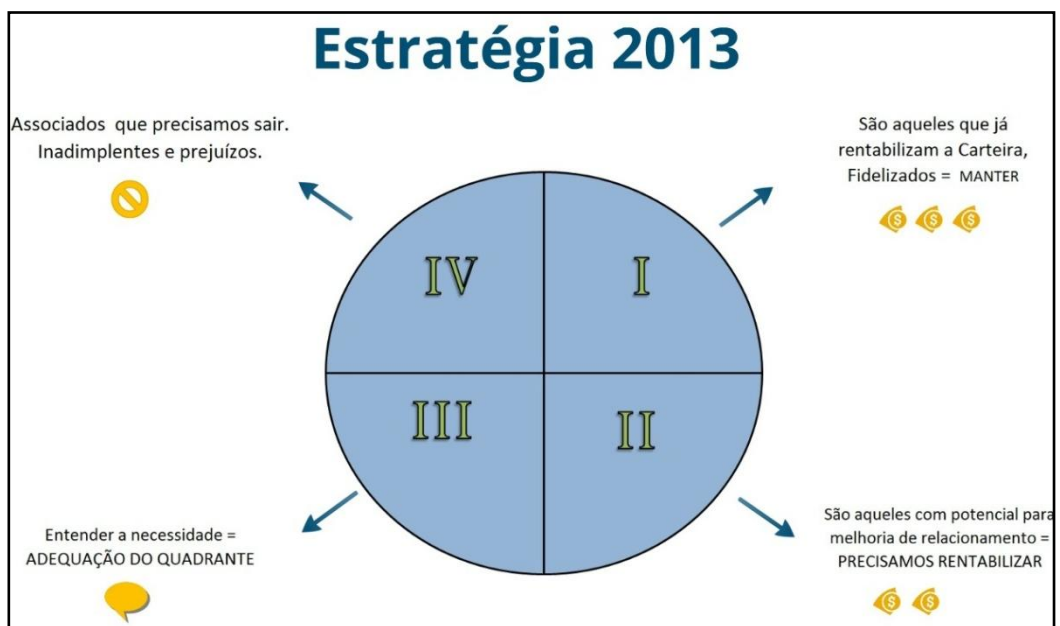 Estratégia 2013
Associados que precisamos sair.
Inadimplentes e prejuízos.
São aqueles que já
rentabilizam a Carteira,
Fidelizados = MANTER
IV
I
III
II
Entender a necessidade =
ADEQUAÇÃO DO QUADRANTE
São aqueles com potencial para
melhoria de relacionamento =
PRECISAMOS RENTABILIZAR